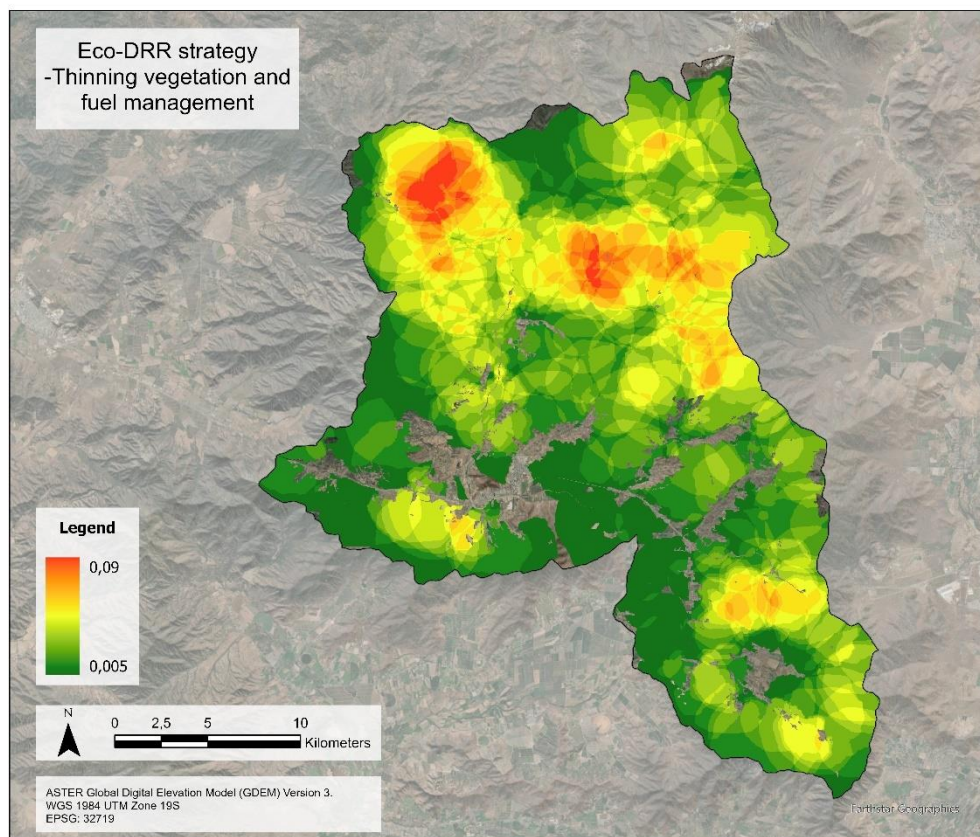 Eco-DRR strategy
-Thinning vegetation and
fuel management
Legend
0,09
0,005
N
0 2,5 5 10
Kilometers
ASTER Global Digital Elevation Model (GDEM) Version 3.
WGS 1984 UTM Zone 19S
EPSG: 32719
Earthstar Geographics